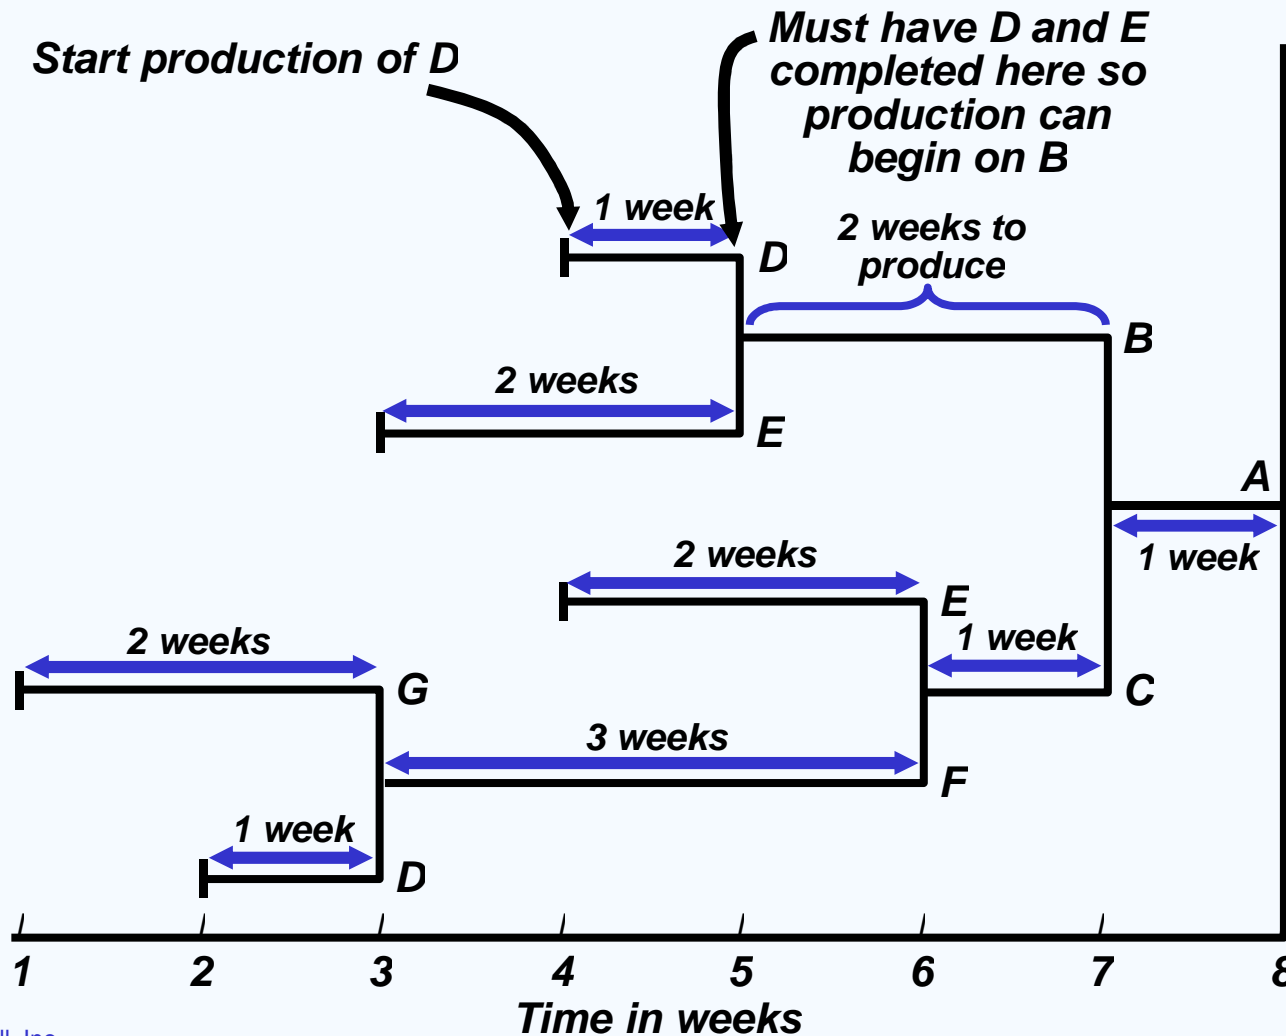 Start production of D
Must have D and E
completed here so
production can
begin on B
1 week
2 weeks to
produce
D
B
2 weeks
E
A
1 week
2 weeks
E
1 week
2 weeks
G
C
3 weeks
F
1 week
D
1 2 3 4 5 6 7 8
Time in weeks